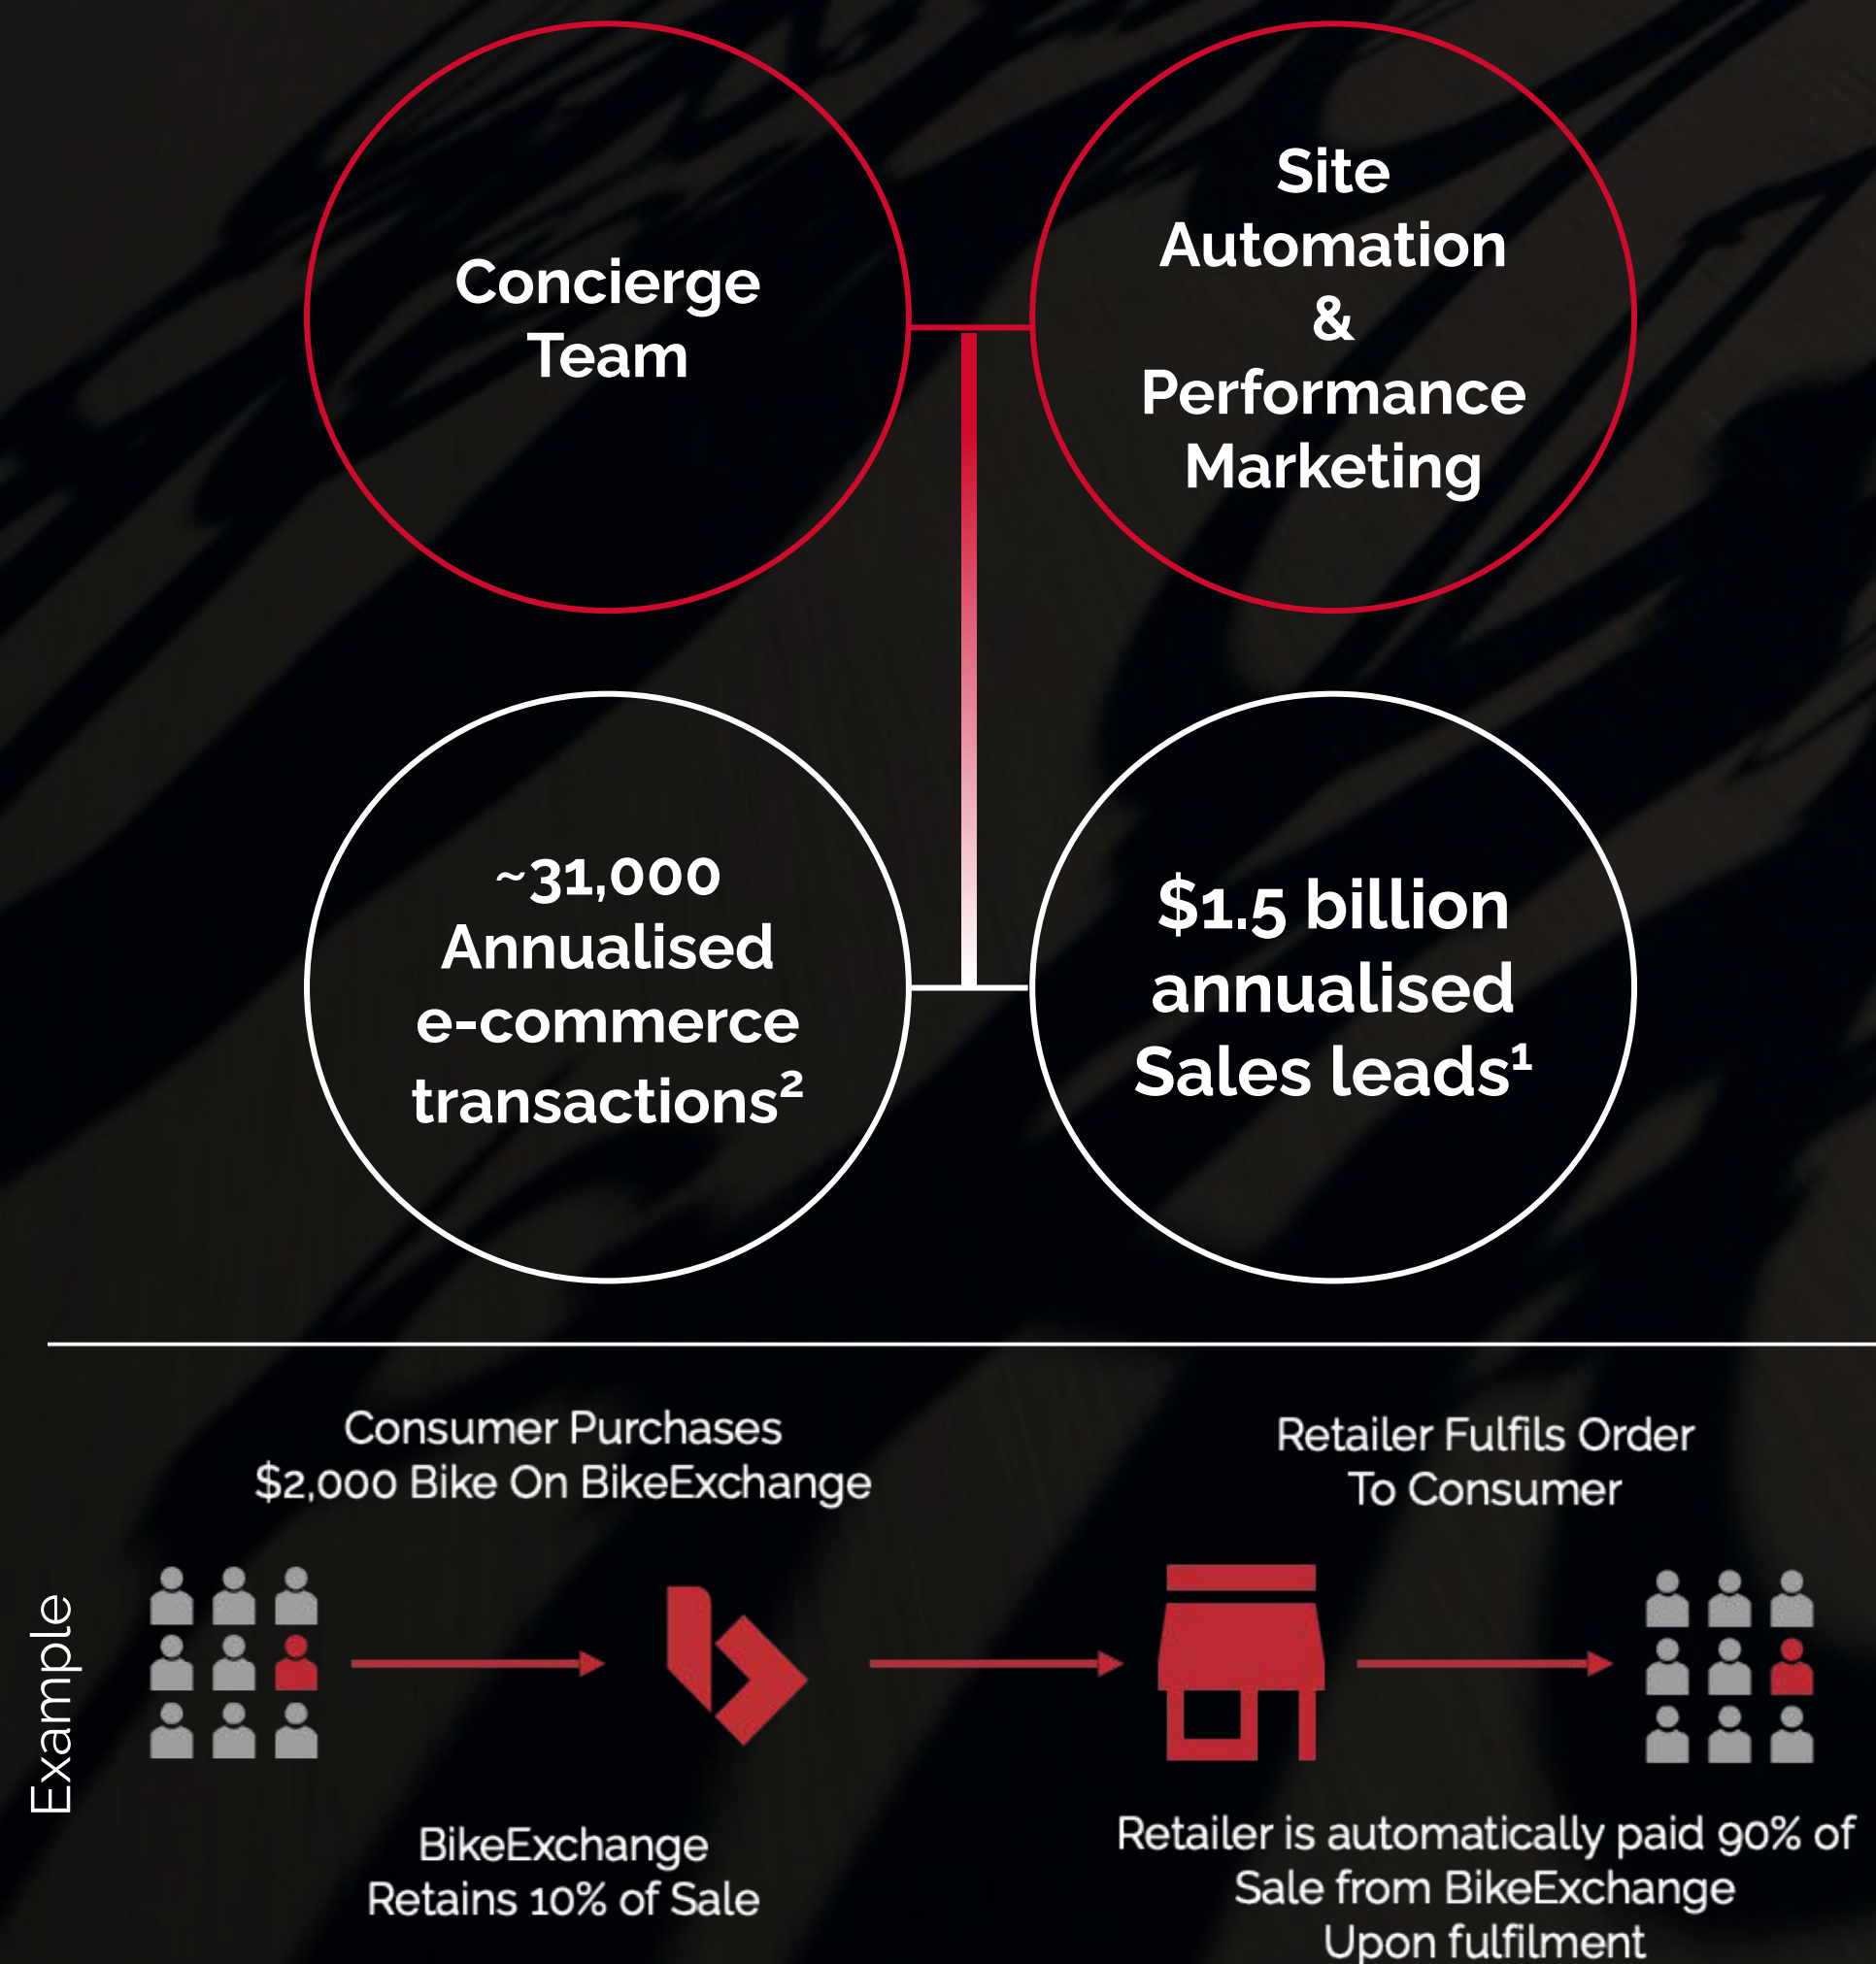 Concierge
Team
Site
Automation
&
Performance
Marketing
~31,000
Annualised
e-commerce
transactions²
$1.5 billion
annualised
Sales leads¹
Consumer Purchases
$2,000 Bike On BikeExchange
Retailer Fulfils Order
To Consumer
Example
BikeExchange
Retains 10% of Sale
Retailer is automatically paid 90% of
Sale from BikeExchange
Upon fulfilment